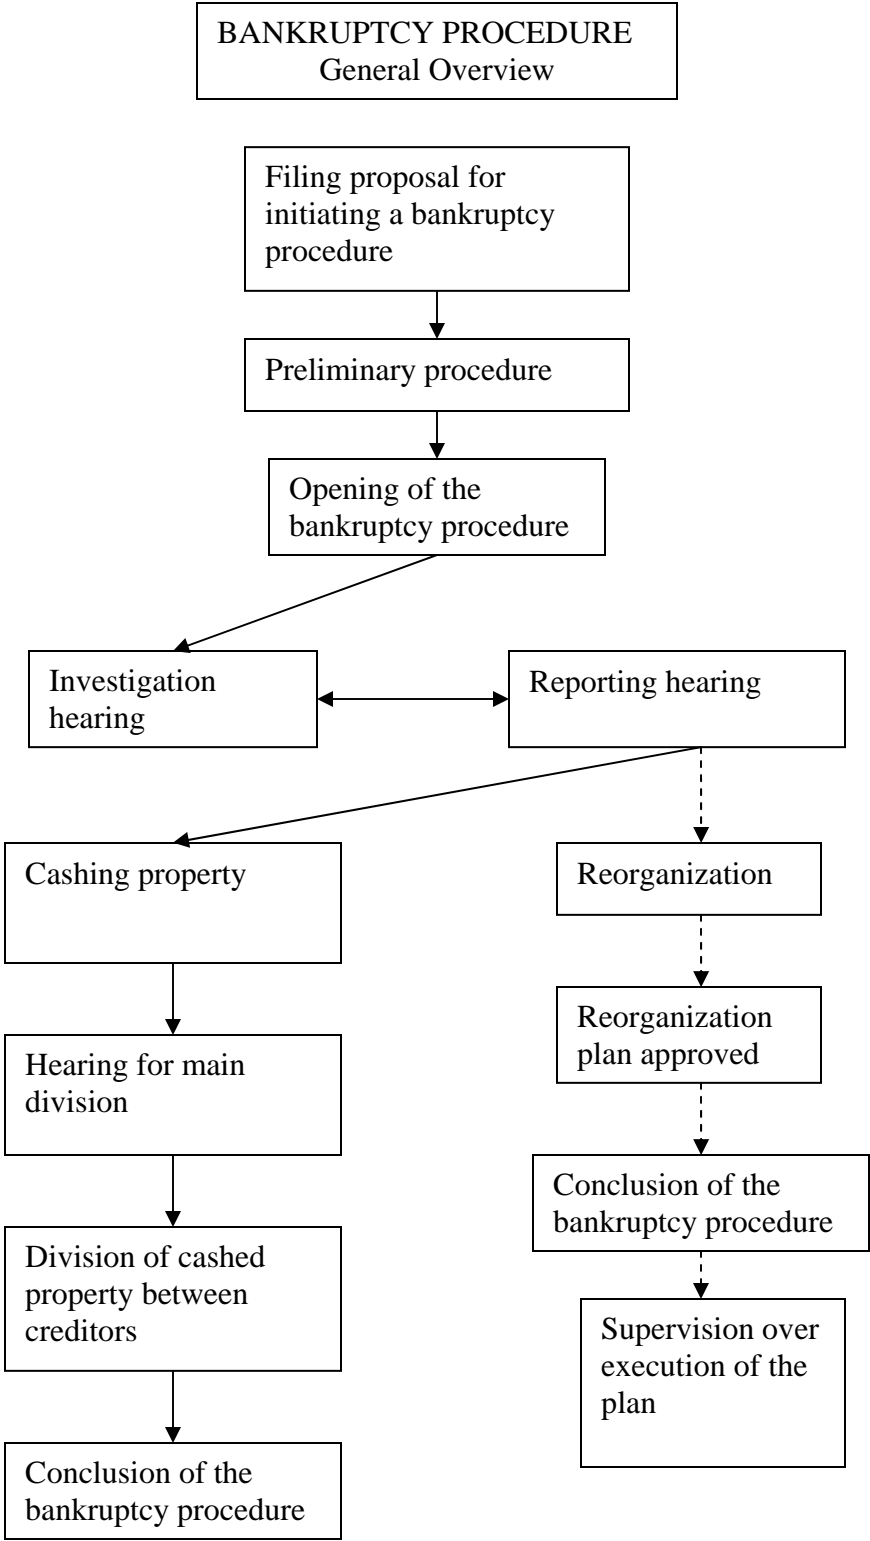 BANKRUPTCY PROCEDURE
General Overview
Filing proposal for
initiating a bankruptcy
procedure
Preliminary procedure
Opening of the
bankruptcy procedure
Investigation
hearing
Reporting hearing
Cashing property
Reorganization
Reorganization
plan approved
Hearing for main
division
Conclusion of the
bankruptcy procedure
Division of cashed
property between
creditors
Supervision over
execution of the
plan
Conclusion of the
bankruptcy procedure